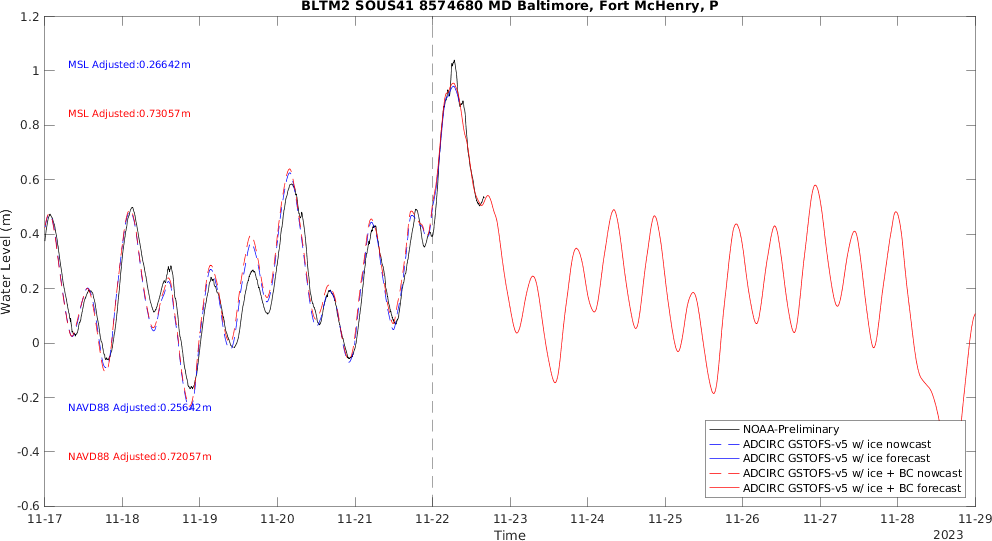 BLTM2 SOUS41 8574680 MD Baltimore, Fort McHenry, P
1.2
1
0.8
0.6
0.4
0.2
0
-0.2
-0.4
-0.6
Water Level (m)
MSL Adjusted:0.26642m
MSL Adjusted:0.73057m
NAVD88 Adjusted:0.25642m
NAVD88 Adjusted:0.72057m
NOAA-Preliminary
ADCIRC GSTOFS-v5 w/ ice nowcast
ADCIRC GSTOFS-v5 w/ ice forecast
ADCIRC GSTOFS-v5 w/ ice + BC nowcast
ADCIRC GSTOFS-v5 w/ ice + BC forecast
11-17 11-18 11-19 11-20 11-21 11-22 11-23 11-24 11-25 11-26 11-27 11-28 11-29
Time
2023